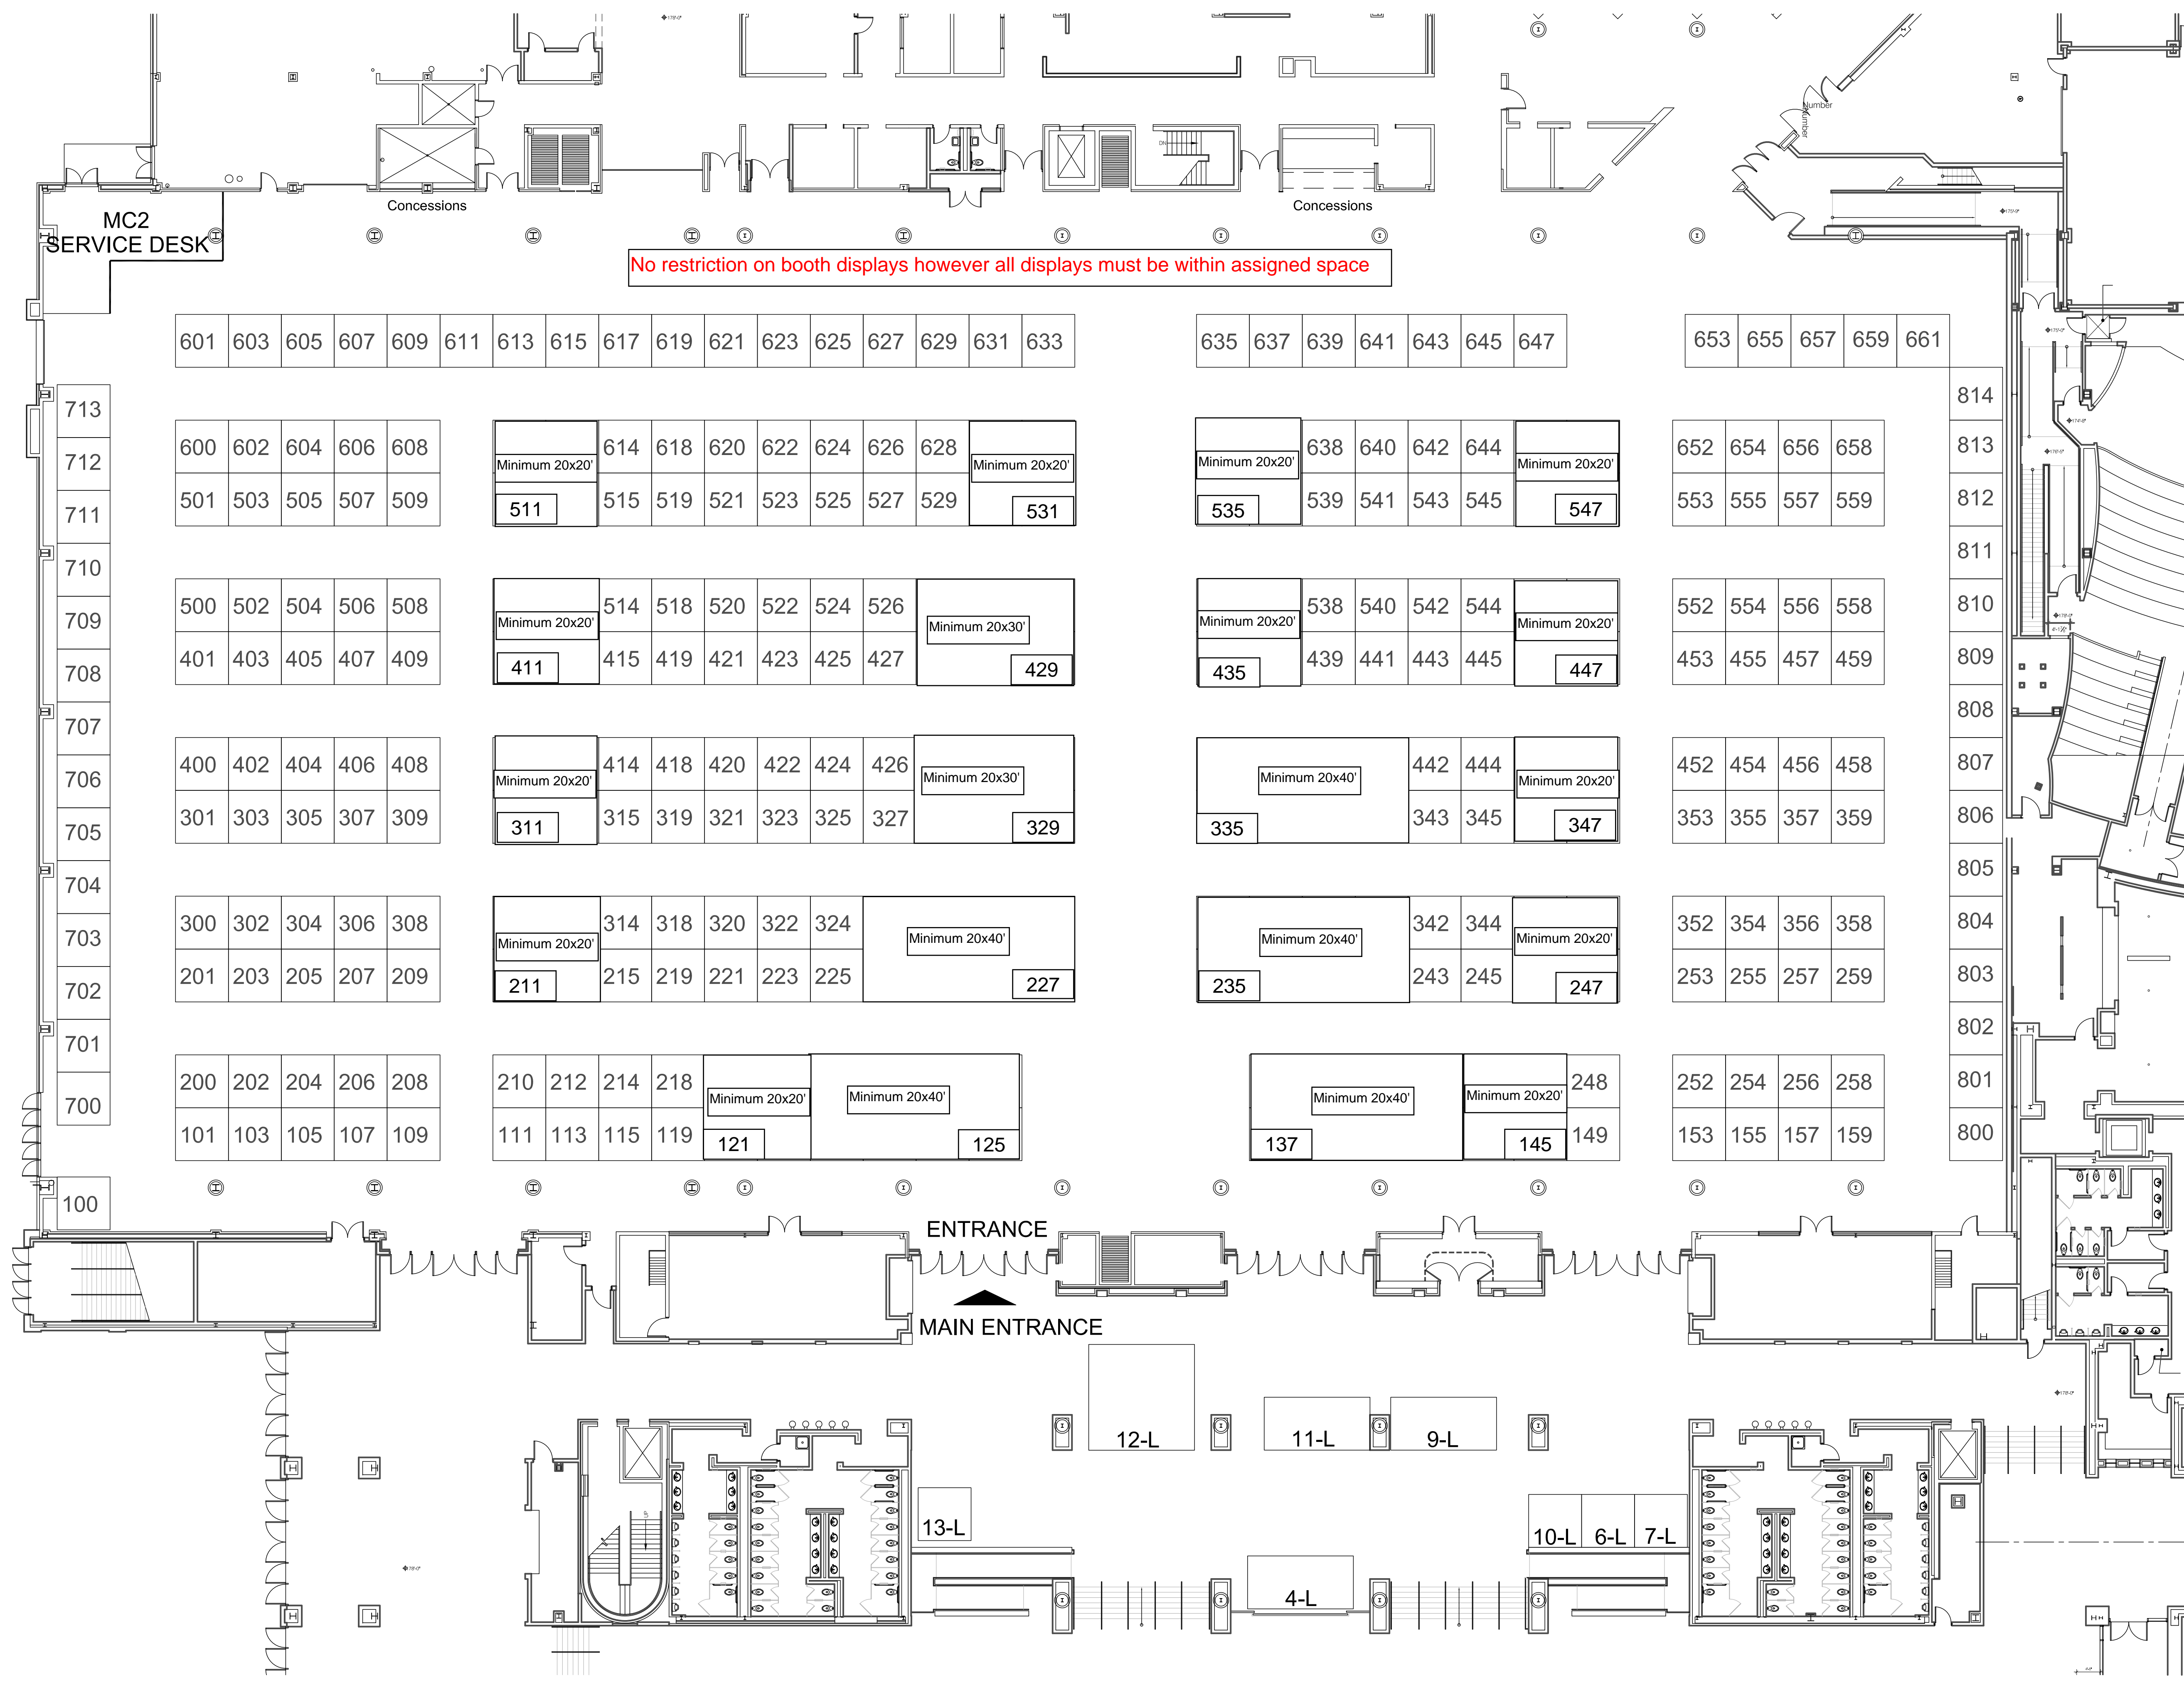 Number
Number
DN
Concessions
Concessions
MC2
SERVICE DESK
No restriction on booth displays however all displays must be within assigned space
601 603 605 607 609 611 613 615 617 619 621 623 625 627 629 631 633 635 637 639 641 643 645 647 653 655 657 659 661
713
712
711
710
709
708
707
706
705
704
703
702
701
700
100
600 602 604 606 608 614 618 620 622 624 626 628 638 640 642 644 652 654 656 658
Minimum 20x20' Minimum 20x20' Minimum 20x20' Minimum 20x20'
501 503 505 507 509 511 515 519 521 523 525 527 529 531 535 539 541 543 545 547 553 555 557 559
500 502 504 506 508 514 518 520 522 524 526 538 540 542 544 552 554 556 558
Minimum 20x20' Minimum 20x30' Minimum 20x20' Minimum 20x20'
401 403 405 407 409 411 415 419 421 423 425 427 429 435 439 441 443 445 447 453 455 457 459
400 402 404 406 408 414 418 420 422 424 426 442 444 452 454 456 458
Minimum 20x20' Minimum 20x30' Minimum 20x40' Minimum 20x20'
301 303 305 307 309 311 315 319 321 323 325 327 329 335 343 345 347 353 355 357 359
300 302 304 306 308 314 318 320 322 324 342 344 352 354 356 358
Minimum 20x20' Minimum 20x40' Minimum 20x40' Minimum 20x20'
201 203 205 207 209 211 215 219 221 223 225 227 235 243 245 247 253 255 257 259
200 202 204 206 208 210 212 214 218 248 252 254 256 258
Minimum 20x20' Minimum 20x40' Minimum 20x40' Minimum 20x20'
101 103 105 107 109 111 113 115 119 121 125 137 145 149 153 155 157 159
814
813
812
811
810
809
808
807
806
805
804
803
802
801
800
ENTRANCE
MAIN ENTRANCE
12-L 11-L 9-L
13-L 10-L 6-L 7-L
UP
4-L